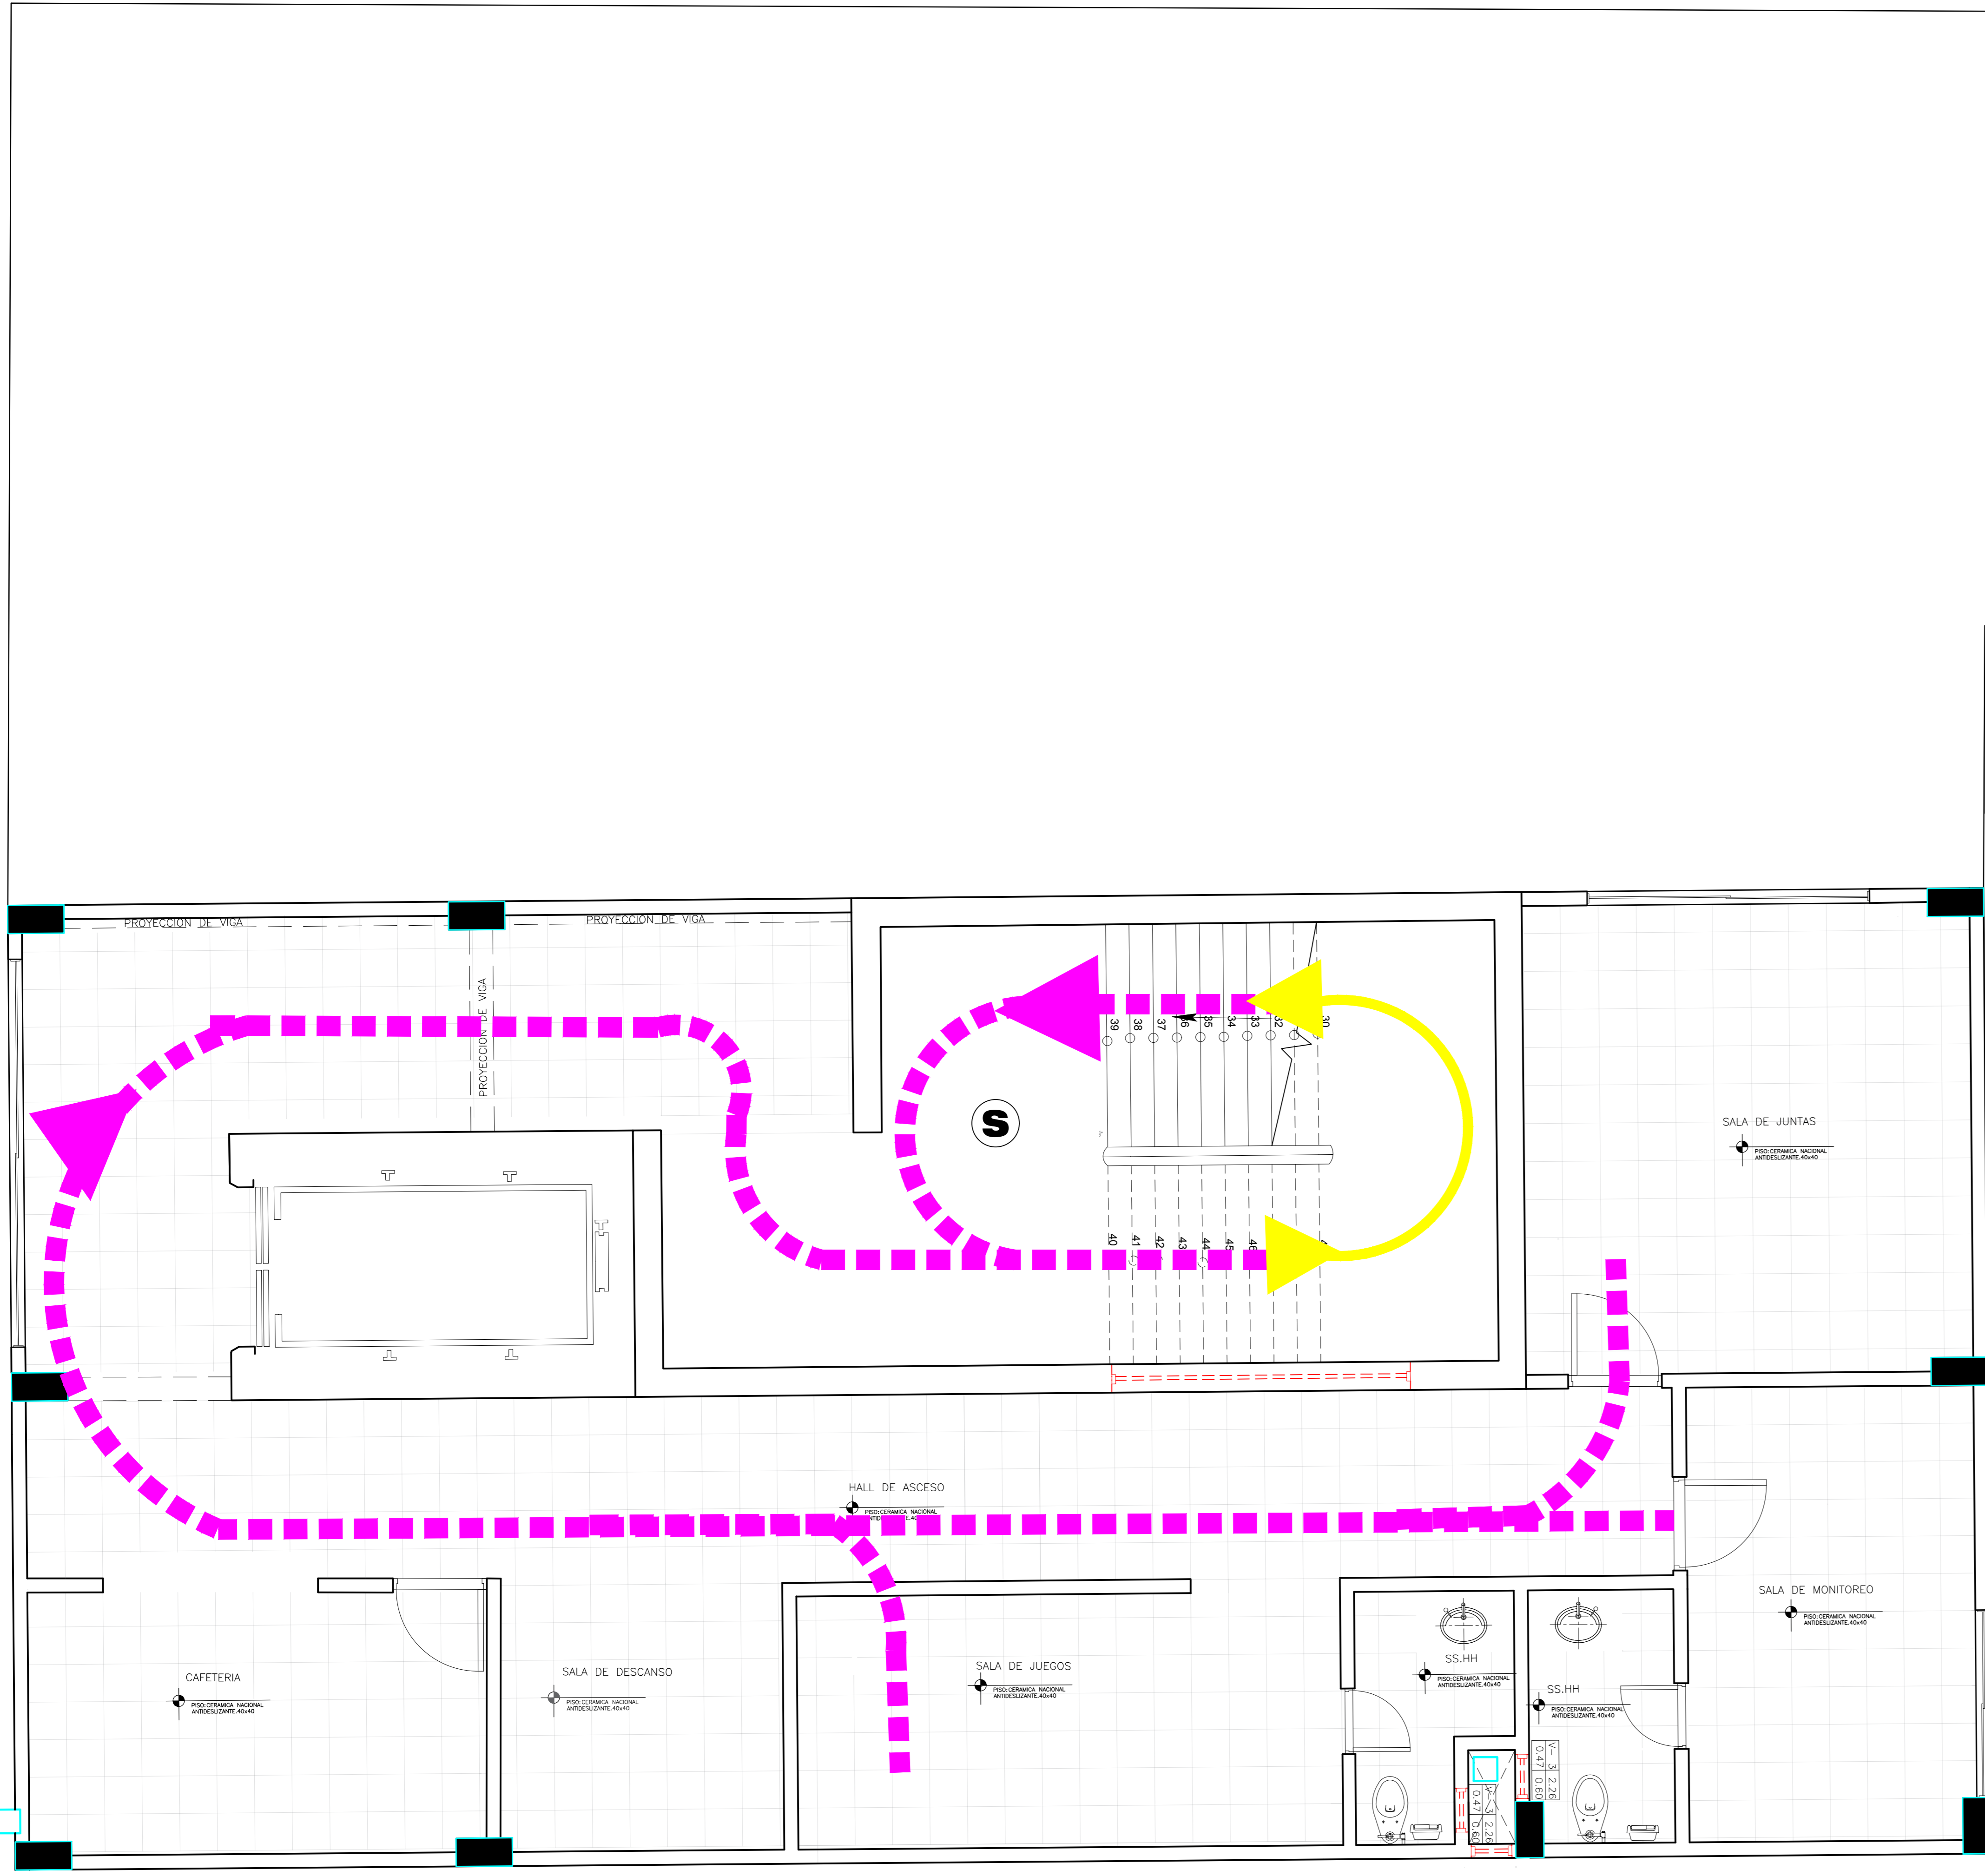 PROYECCION DE VIGA
PROYECCION DE VIGA
PROYECCION DE VIGA
39
38
37
36
35
34
33
32
30
S
SALA DE JUNTAS
PISO: CERAMICA NACIONAL
ANTIDESLIZANTE.40x40
40
41
42
43
44
45
46
HALL DE ASCESO
PISO: CERAMICA NACIONAL
SALA DE MONITOREO
PISO: CERAMICA NACIONAL
ANTIDESLIZANTE.40x40
CAFETERIA
PISO: CERAMICA NACIONAL
ANTIDESLIZANTE.40x40
SALA DE DESCANSO
PISO: CERAMICA NACIONAL
ANTIDESLIZANTE.40x40
SALA DE JUEGOS
PISO: CERAMICA NACIONAL
ANTIDESLIZANTE.40x40
SS.HH
PISO: CERAMICA NACIONAL
ANTIDESLIZANTE.40x40
SS.HH
PISO: CERAMICA NACIONAL
ANTIDESLIZANTE.40x40
V- 3 2.26
0.47 0.60
V- 3 2.26
0.47 0.60